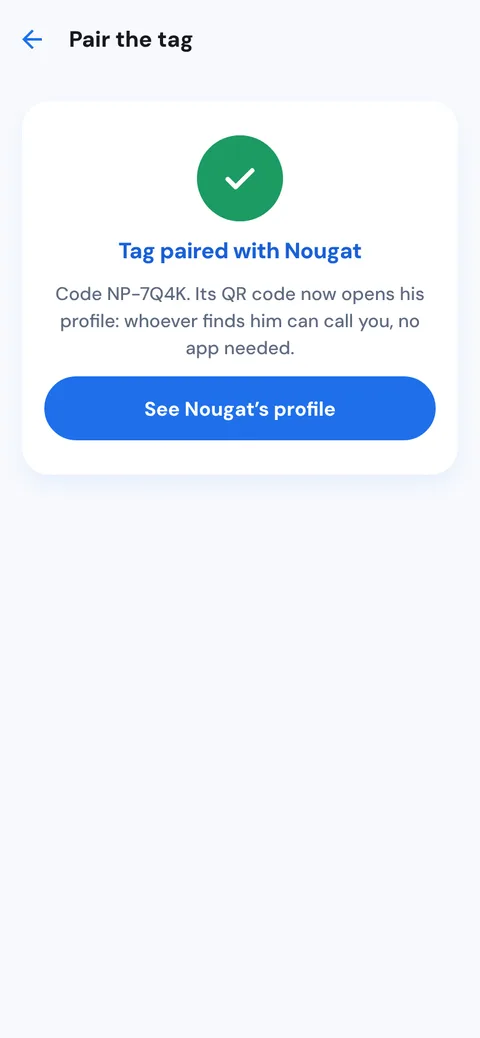 Pair the tag
Tag paired with Nougat
Code NP-7Q4K. Its QR code now opens his
profile: whoever finds him can call you, no
app needed.
See Nougat’s profile